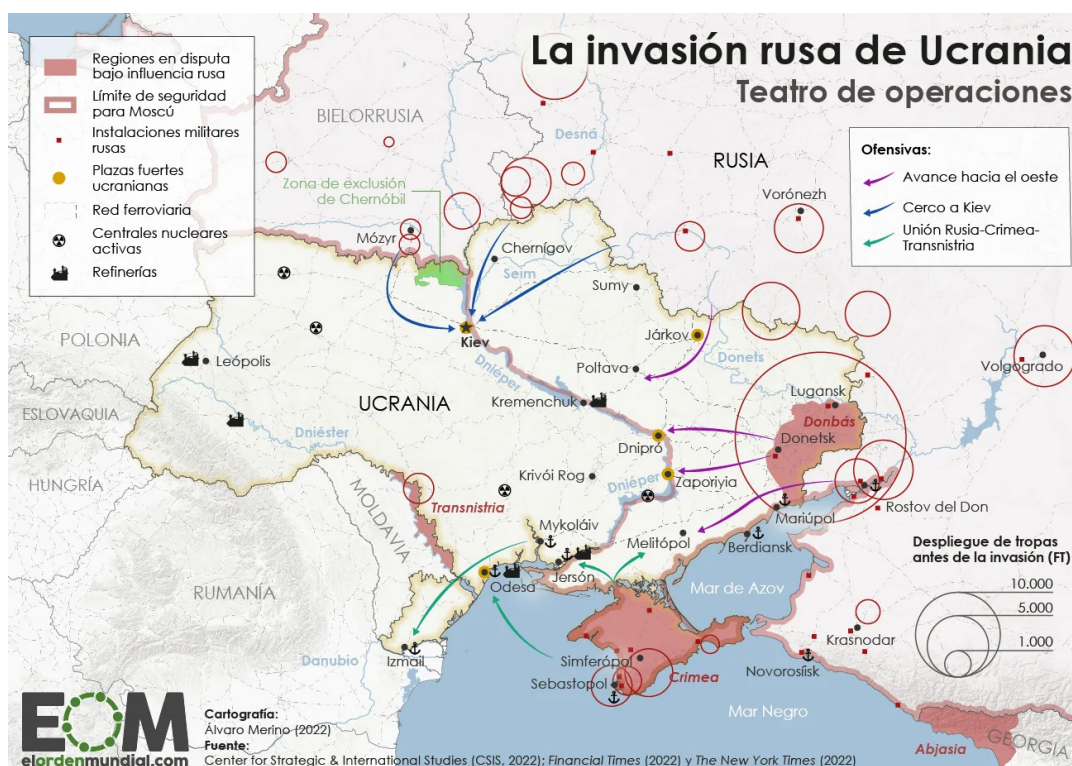 La invasión rusa de Ucrania
Teatro de operaciones
Regiones en disputa
bajo influencia rusa
Límite de seguridad
para Moscú
Instalaciones militares
rusas
Plazas fuertes
ucranianas
Red ferroviaria
Centrales nucleares
activas
Refinerías
Ofensivas:
Avance hacia el oeste
Cerco a Kiev
Unión Rusia-Crimea-
Transnistria
BIELORRUSIA
Desná
RUSIA
Zona de exclusión
de Chernóbil
Vorónezh
Mózyr
Chernígov
Seim
Sumy
POLONIA
Kiev
Járkov
Leópolis
Dniéper
Poltava
Donets
Volgogrado
ESLOVAQUIA
UCRANIA
Kremenchuk
Lugansk
Donbás
Dniéster
Dnipró
Donetsk
HUNGRÍA
Krivói Rog
Dniéper
Zaporiyia
MOLDAVIA
Transnistria
Mariúpol
Rostov del Don
Mykoláiv
Melitópol
Berdiansk
Jersón
Odesa
Mar de Azov
RUMANÍA
Despliegue de tropas
antes de la invasión (FT)
10.000
5.000
1.000
Krasnodar
Danubio
Izmail
Simferópol
Novorosíisk
Sebastopol
Crimea
Mar Negro
Abjasia
GEORGIA
EOM
elordenmundial.com
Cartografía:
Álvaro Merino (2022)
Fuente:
Center for Strategic & International Studies (CSIS, 2022); Financial Times (2022) y The New York Times (2022)